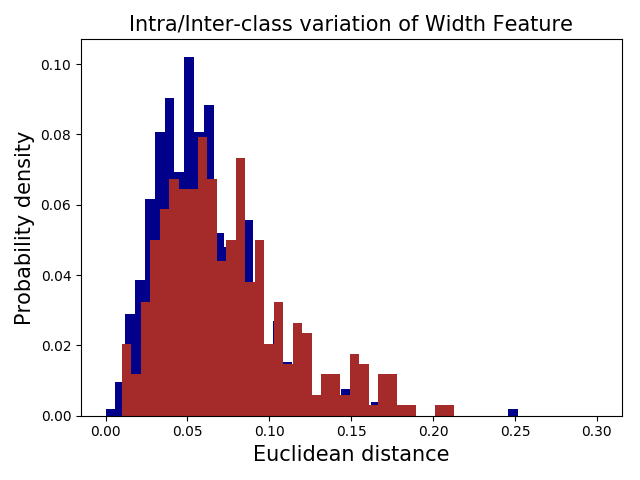 Intra/Inter-class variation of Width Feature
Probability density
0.10
0.08
0.06
0.04
0.02
0.00
0.00 0.05 0.10 0.15 0.20 0.25 0.30
Euclidean distance